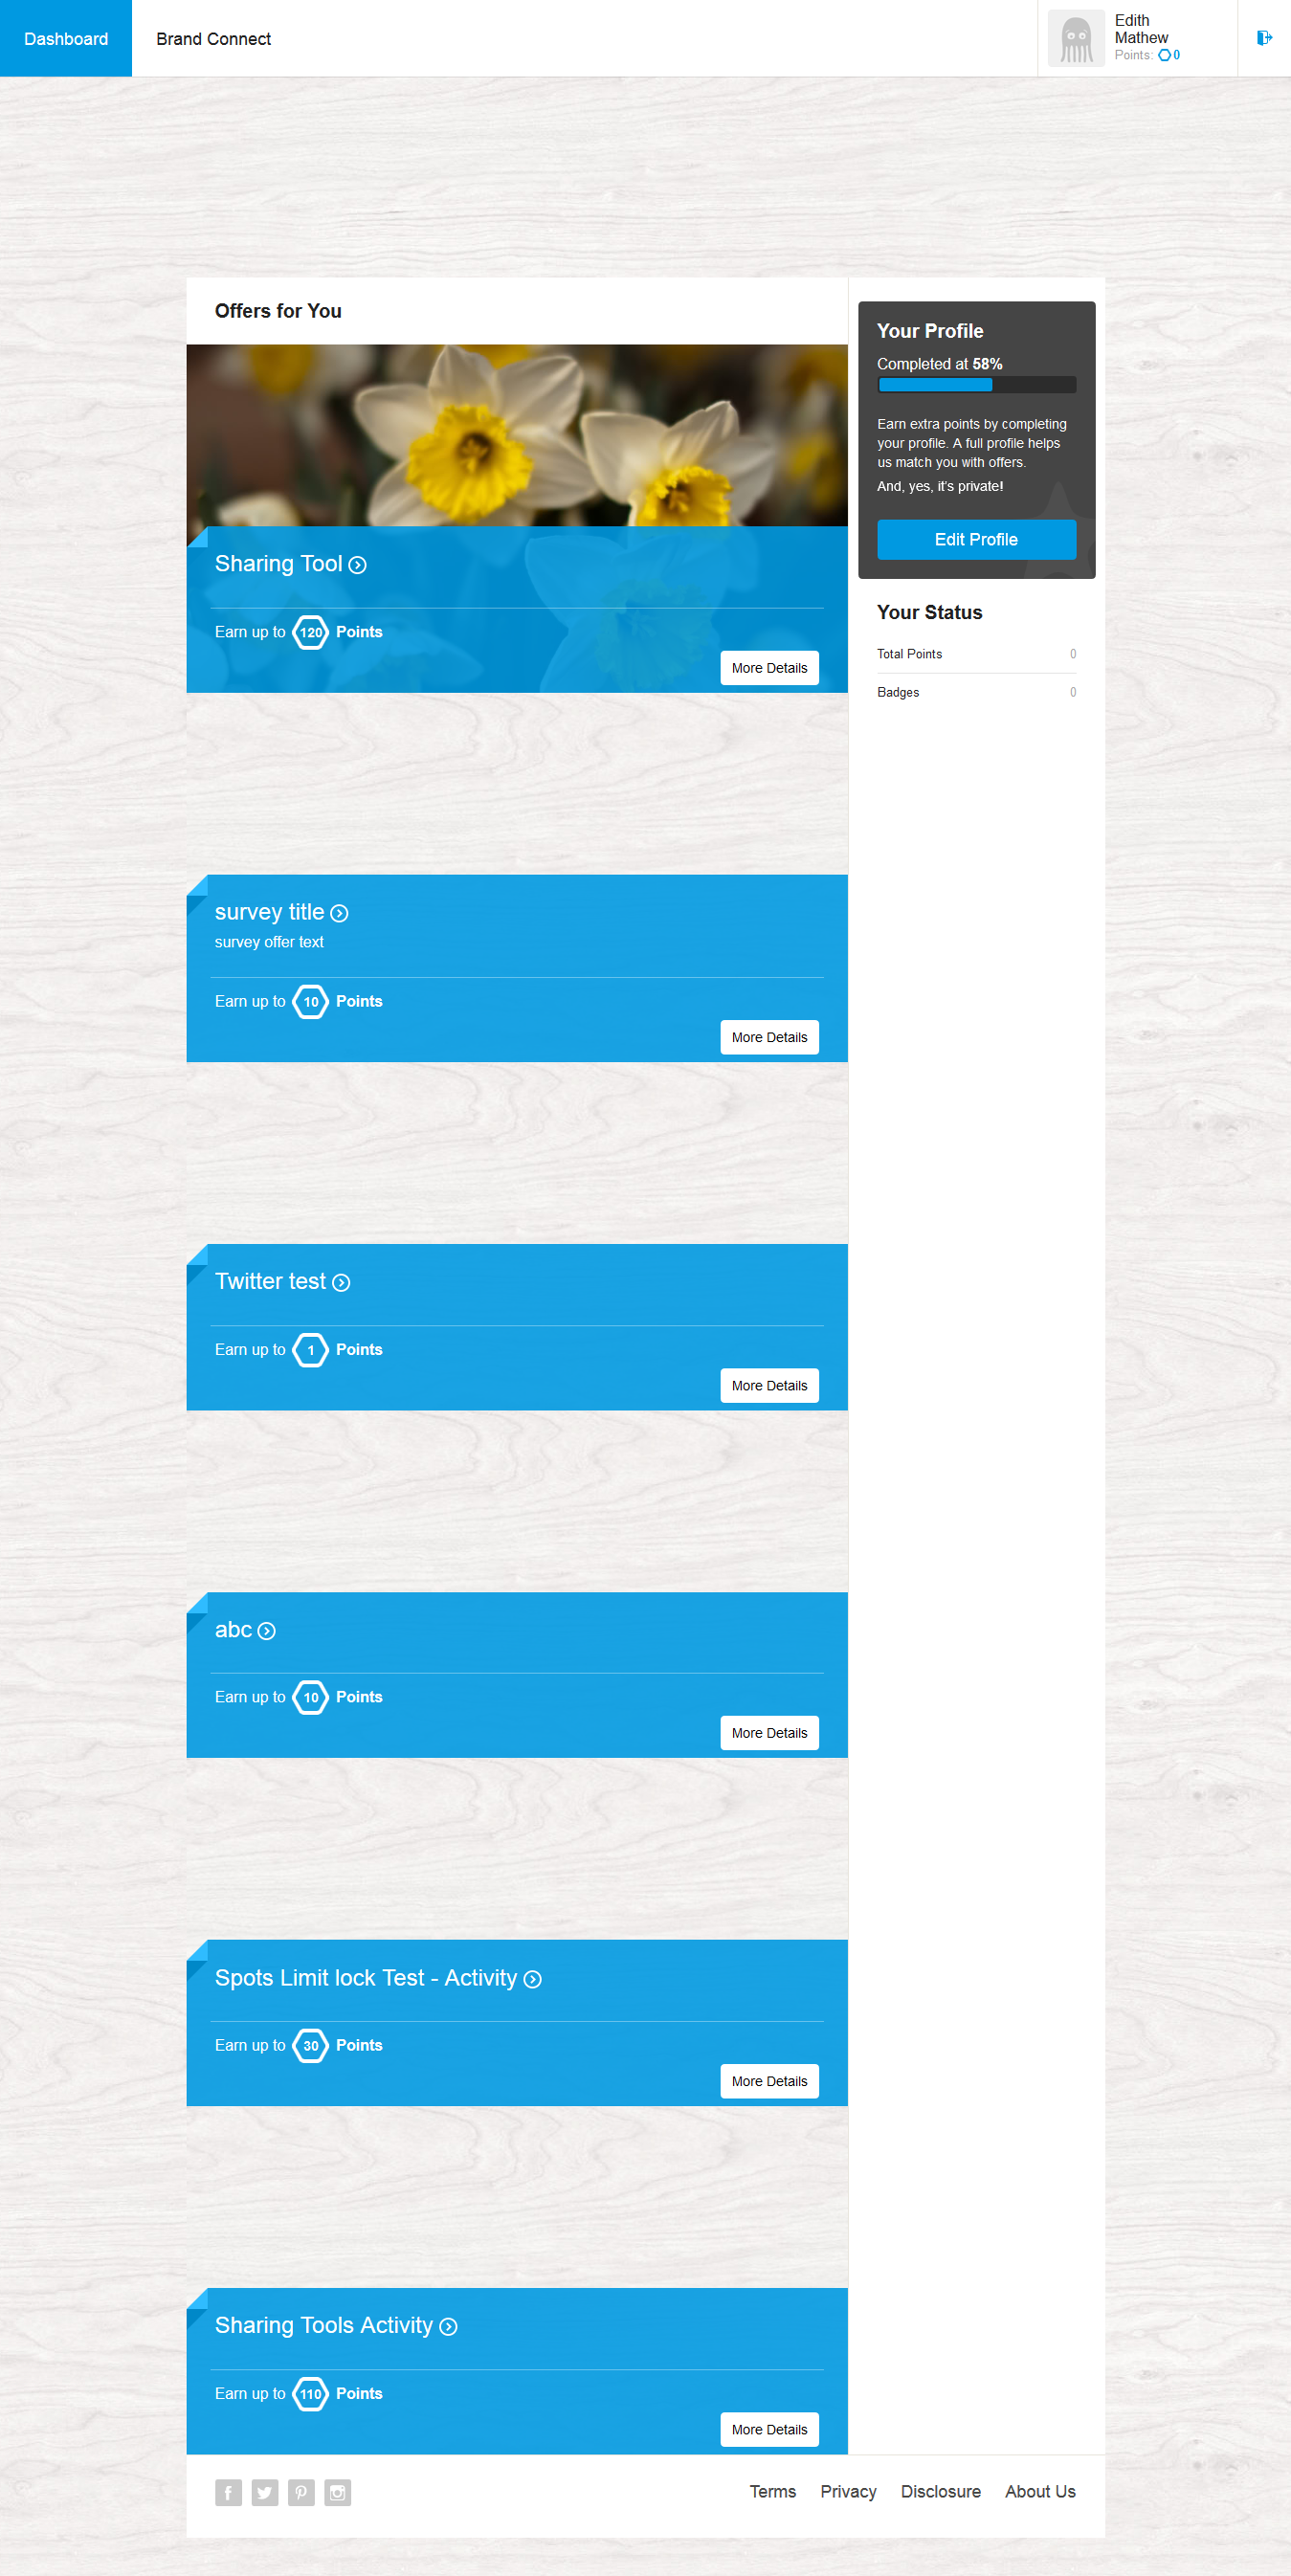 Dashboard
Brand Connect
Edith
Mathew
Points: 0
Offers for You
Sharing Tool
Earn up to 120 Points
More Details
survey title
survey offer text
Earn up to 10 Points
More Details
Twitter test
Earn up to 1 Points
More Details
abc
Earn up to 10 Points
More Details
Spots Limit lock Test - Activity
Earn up to 30 Points
More Details
Sharing Tools Activity
Earn up to 110 Points
More Details
Your Profile
Completed at 58%
Earn extra points by completing
your profile. A full profile helps
us match you with offers.
And, yes, it's private!
Edit Profile
Your Status
Total Points 0
Badges 0
Terms Privacy Disclosure About Us